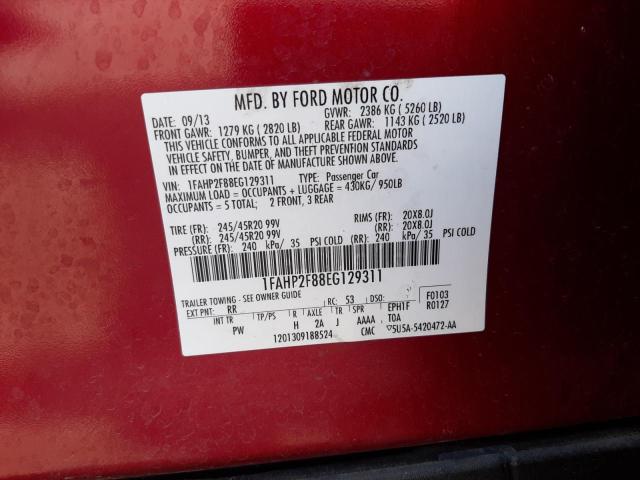 MFD. BY FORD MOTOR CO.
09/13 GVWR: 2386 KG ( 5260 LB)
FRONT GAWR: 1279 KG ( 2820 LB) REAR GAWR: 1143 KG ( 2520 LB)
THIS VEHICLE CONFORMS TO ALL APPLICABLE FEDERAL MOTOR
VEHICLE SAFETY, BUMPER, AND THEFT PREVENTION STANDARDS
IN EFFECT ON THE DATE OF MANUFACTURE SHOWN ABOVE.
VIN: 1FAHP2F88EG129311 TYPE: Passenger Car
MAXIMUM LOAD = OCCUPANTS + LUGGAGE = 430KG/ 950LB
OCCUPANTS = 5 TOTAL; 2 FRONT, 3 REAR
TIRE (FR): 245/45R20 99V RIMS (FR): 20X8.0J
(RR): 245/45R20 99V (RR): 20X8.0J
PRESSURE (FR): 240 kPa/ 35 PSI COLD (RR): 240 kPa/ 35 PSI COLD
1FAHP2F88EG129311
TRAILER TOWING - SEE OWNER GUIDE
EXT PNT: RR RC: 53 EPH1F F0103
INT TR TP/PS R AXLE TR SPR TOA R0127
PW H 2A J AAAA
1201309188524 CMC ▽5U5A-5420472-AA